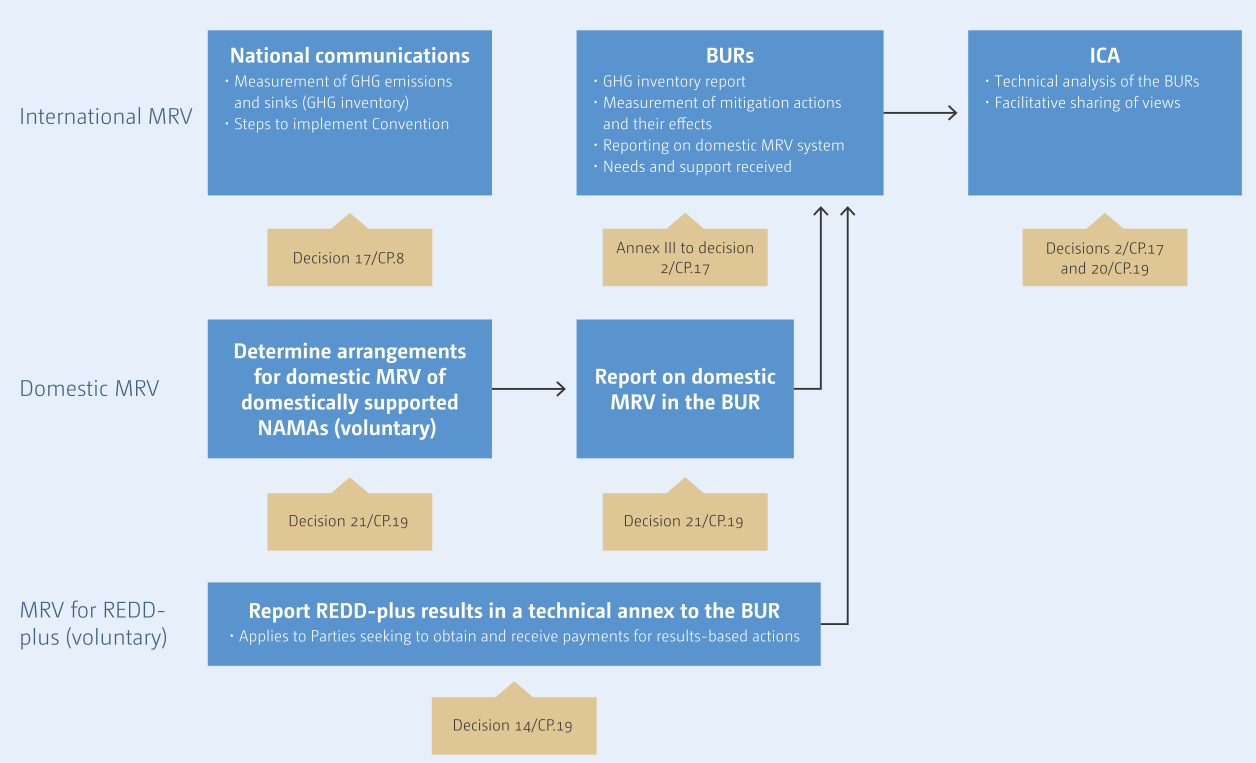 International MRV
National communications
· Measurement of GHG emissions
and sinks (GHG inventory)
· Steps to implement Convention
Decision 17/CP.8
BURs
· GHG inventory report
· Measurement of mitigation actions
and their effects
· Reporting on domestic MRV system
· Needs and support received
Annex III to decision
2/CP.17
ICA
· Technical analysis of the BURs
· Facilitative sharing of views
Decisions 2/CP.17
and 20/CP.19
Domestic MRV
Determine arrangements
for domestic MRV of
domestically supported
NAMAs (voluntary)
Decision 21/CP.19
Report on domestic
MRV in the BUR
Decision 21/CP.19
MRV for REDD-
plus (voluntary)
Report REDD-plus results in a technical annex to the BUR
· Applies to Parties seeking to obtain and receive payments for results-based actions
Decision 14/CP.19